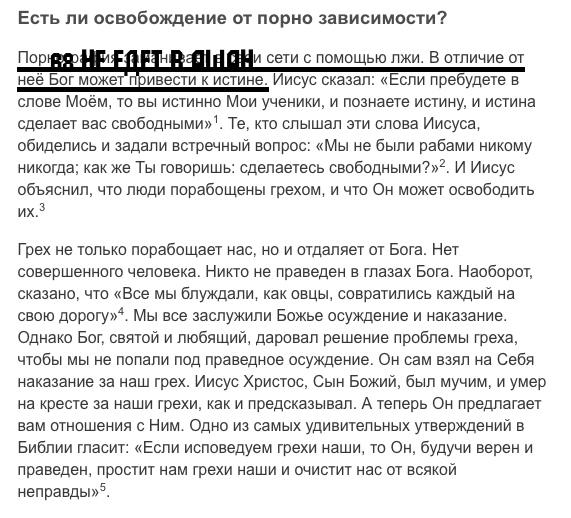 Есть ли освобождение от порно зависимости?
Порнография заманивает в свои сети с помощью лжи. В отличие от
неё Бог может привести к истине. Иисус сказал: «Если пребудете в
слове Моём, то вы истинно Мои ученики, и познаете истину, и истина
сделает вас свободными»1. Те, кто слышал эти слова Иисуса,
обиделись и задали встречный вопрос: «Мы не были рабами никому
никогда; как же Ты говоришь: сделаетесь свободными?»2. И Иисус
объяснил, что люди порабощены грехом, и что Он может освободить
их.3
Грех не только порабощает нас, но и отдаляет от Бога. Нет
совершенного человека. Никто не праведен в глазах Бога. Наоборот,
сказано, что «Все мы блуждали, как овцы, совратились каждый на
свою дорогу»4. Мы все заслужили Божье осуждение и наказание.
Однако Бог, святой и любящий, даровал решение проблемы греха,
чтобы мы не попали под праведное осуждение. Он сам взял на Себя
наказание за наш грех. Иисус Христос, Сын Божий, был мучим, и умер
на кресте за наши грехи, как и предсказывал. А теперь Он предлагает
вам отношения с Ним. Одно из самых удивительных утверждений в
Библии гласит: «Если исповедуем грехи наши, то Он, будучи верен и
праведен, простит нам грехи наши и очистит нас от всякой
неправды»5.